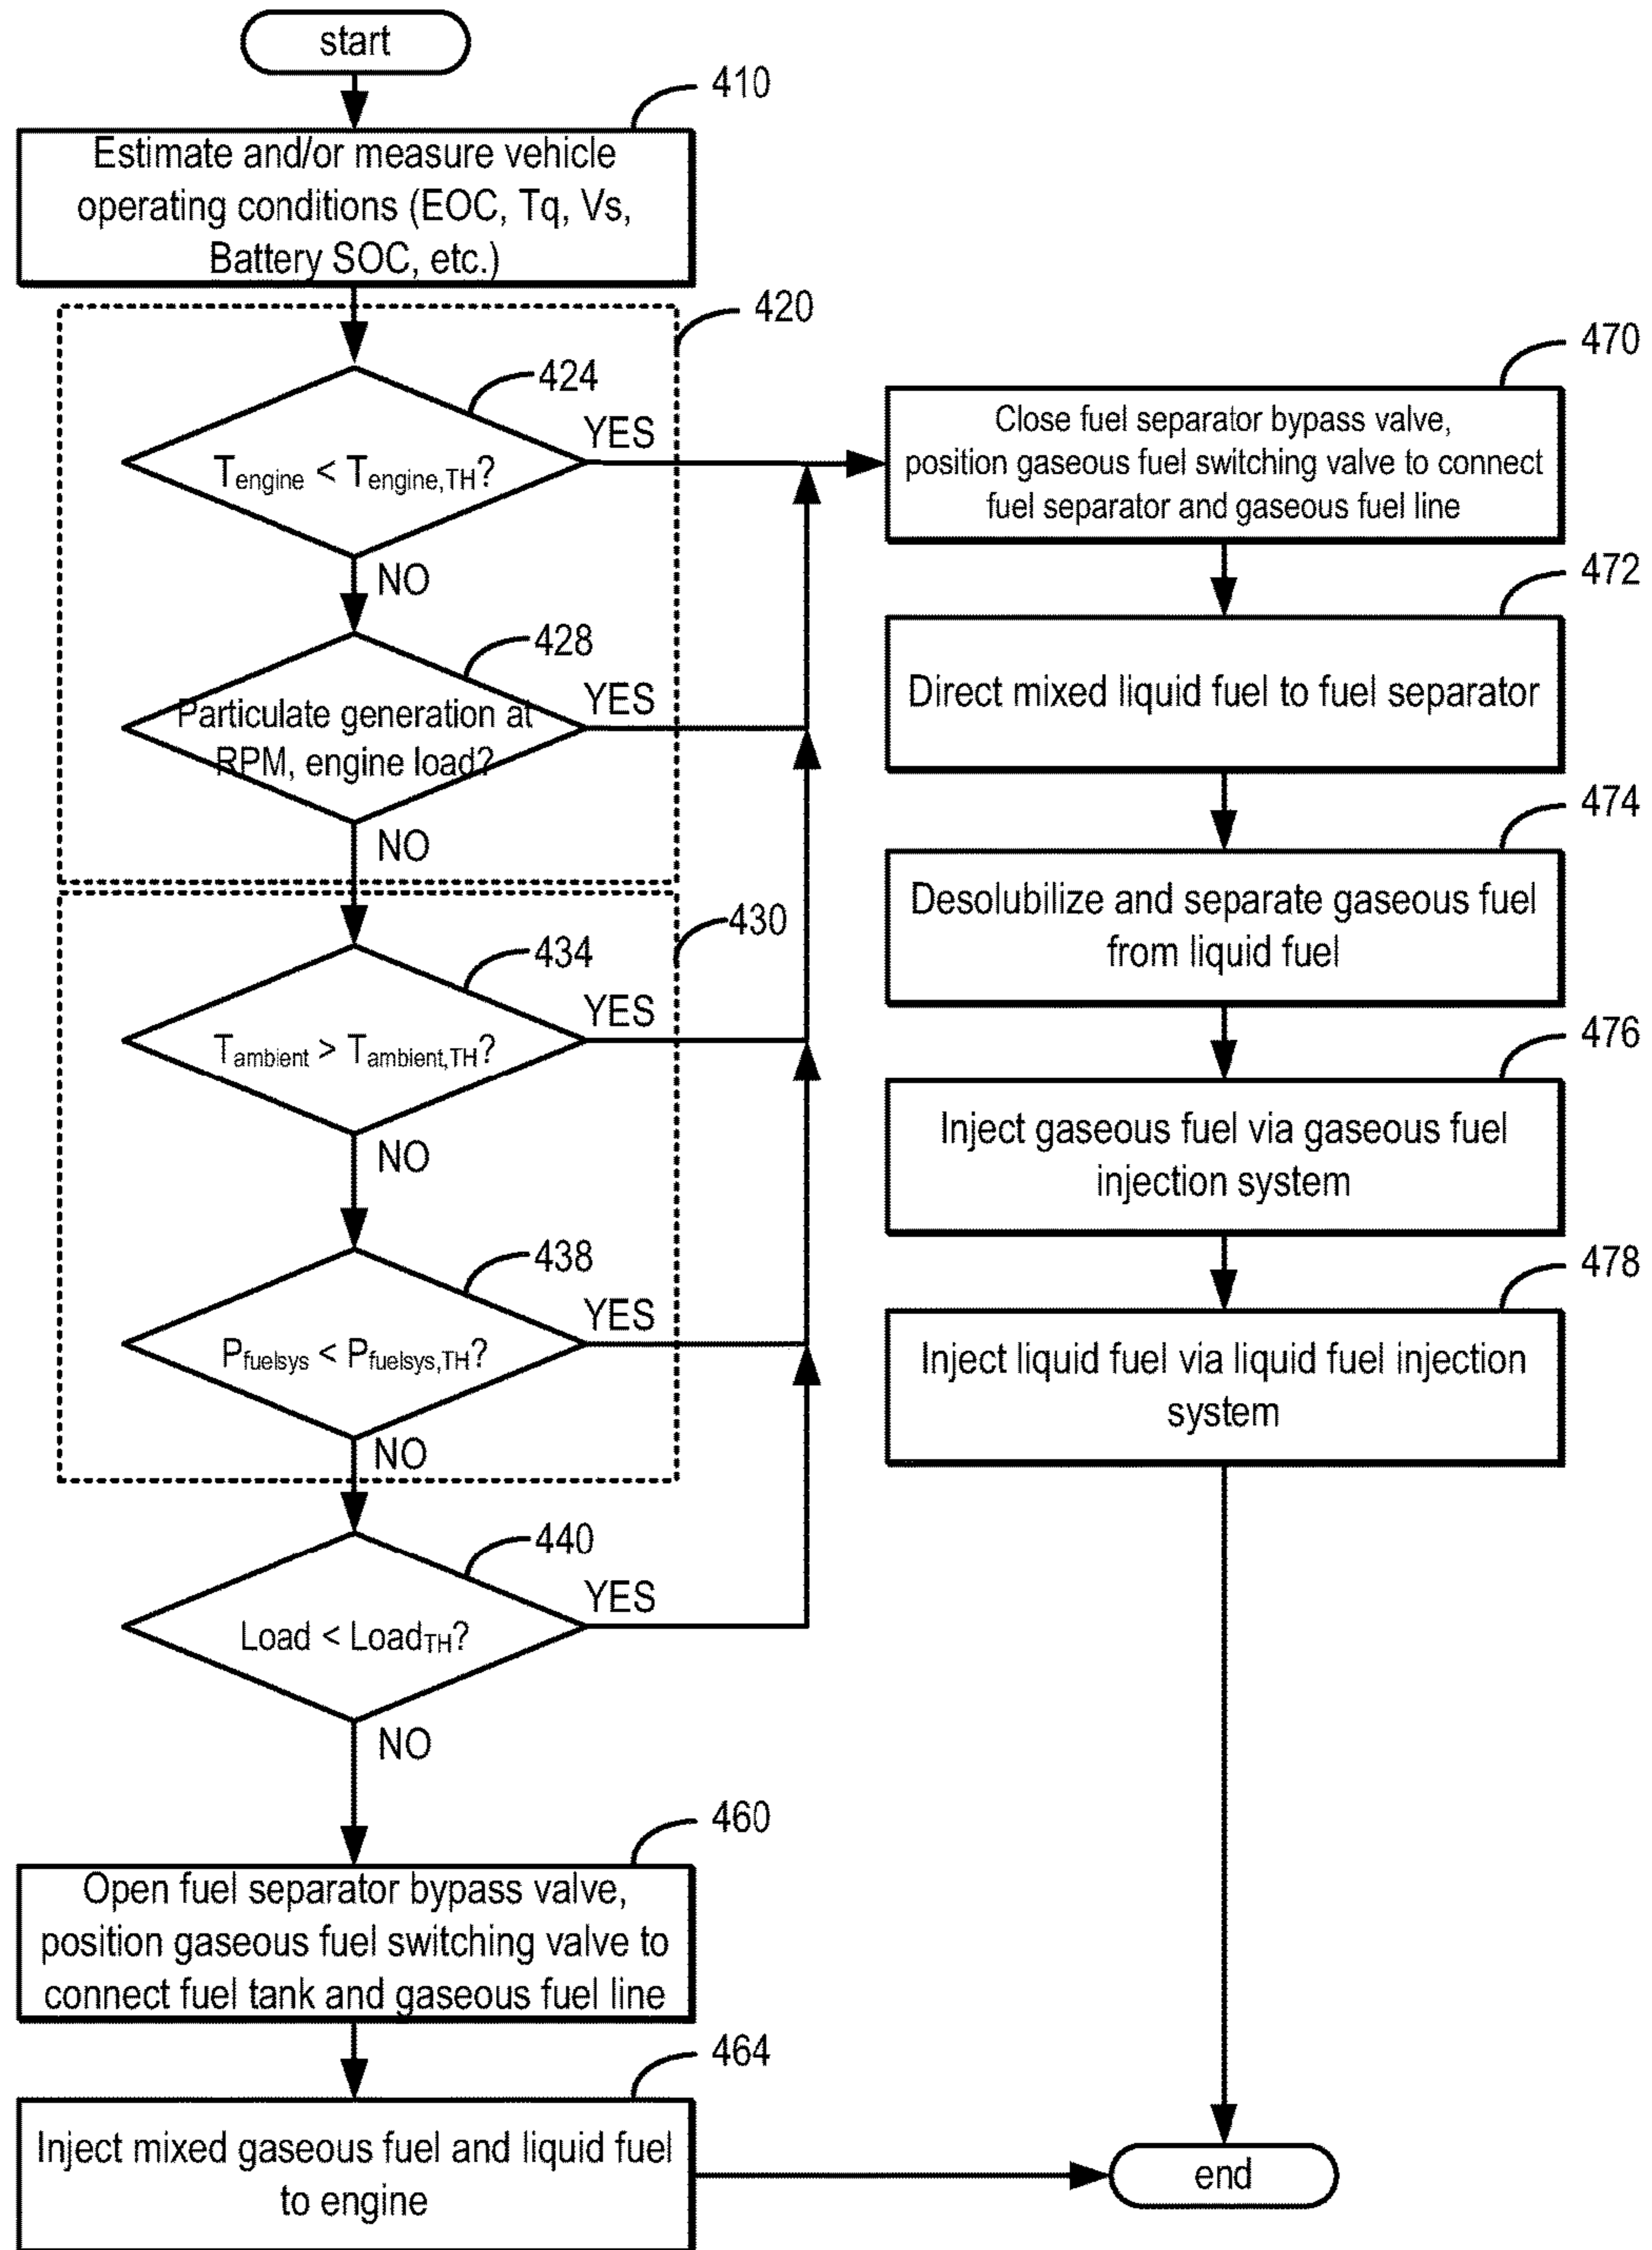 start
410
Estimate and/or measure vehicle
operating conditions (EOC, Tq, Vs,
Battery SOC, etc.)
420
424
Tengine < Tengine,TH?
YES
NO
428
Particulate generation at
RPM, engine load?
YES
NO
430
434
Tambient > Tambient,TH?
YES
NO
438
Pfuelsys < Pfuelsys,TH?
YES
NO
440
Load < LoadTH?
YES
NO
460
Open fuel separator bypass valve,
position gaseous fuel switching valve to
connect fuel tank and gaseous fuel line
464
Inject mixed gaseous fuel and liquid fuel
to engine
470
Close fuel separator bypass valve,
position gaseous fuel switching valve to connect
fuel separator and gaseous fuel line
472
Direct mixed liquid fuel to fuel separator
474
Desolubilize and separate gaseous fuel
from liquid fuel
476
Inject gaseous fuel via gaseous fuel
injection system
478
Inject liquid fuel via liquid fuel injection
system
end